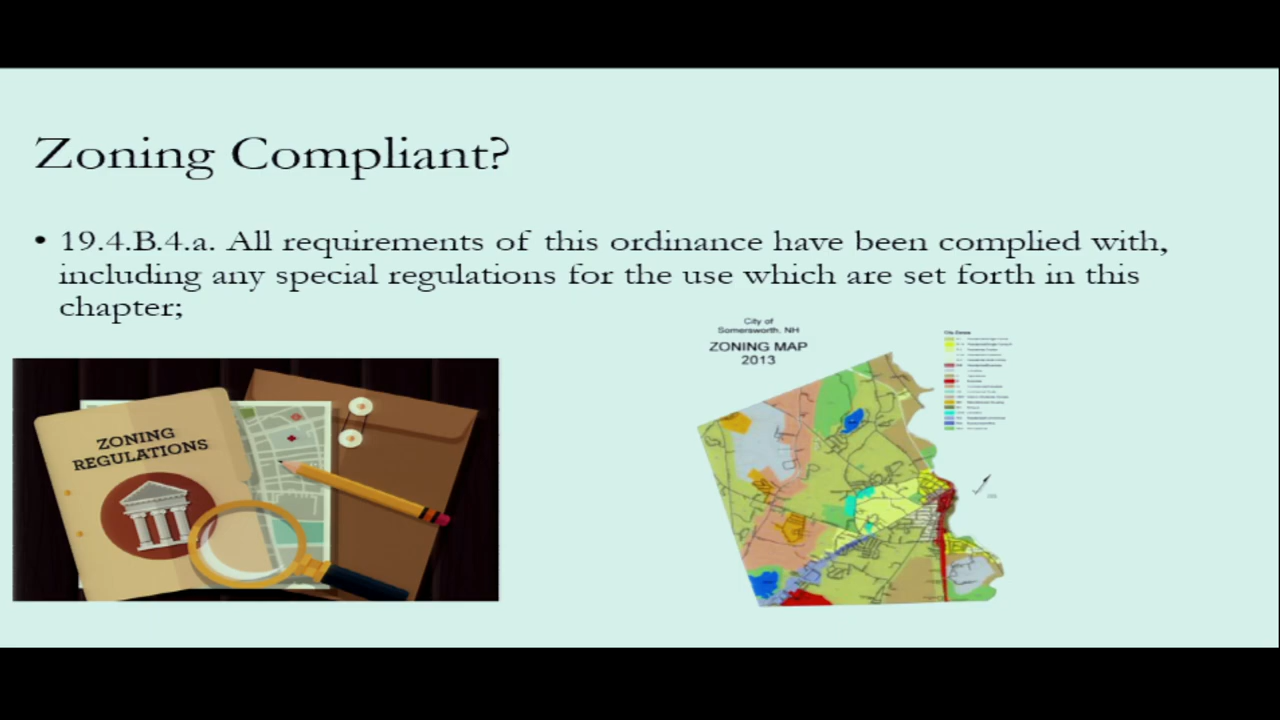 Zoning Compliant?
• 19.4.B.4.a. All requirements of this ordinance have been complied with,
including any special regulations for the use which are set forth in this
chapter;
City of
Somersworth, NH
ZONING MAP
2013
ZONING
REGULATIONS